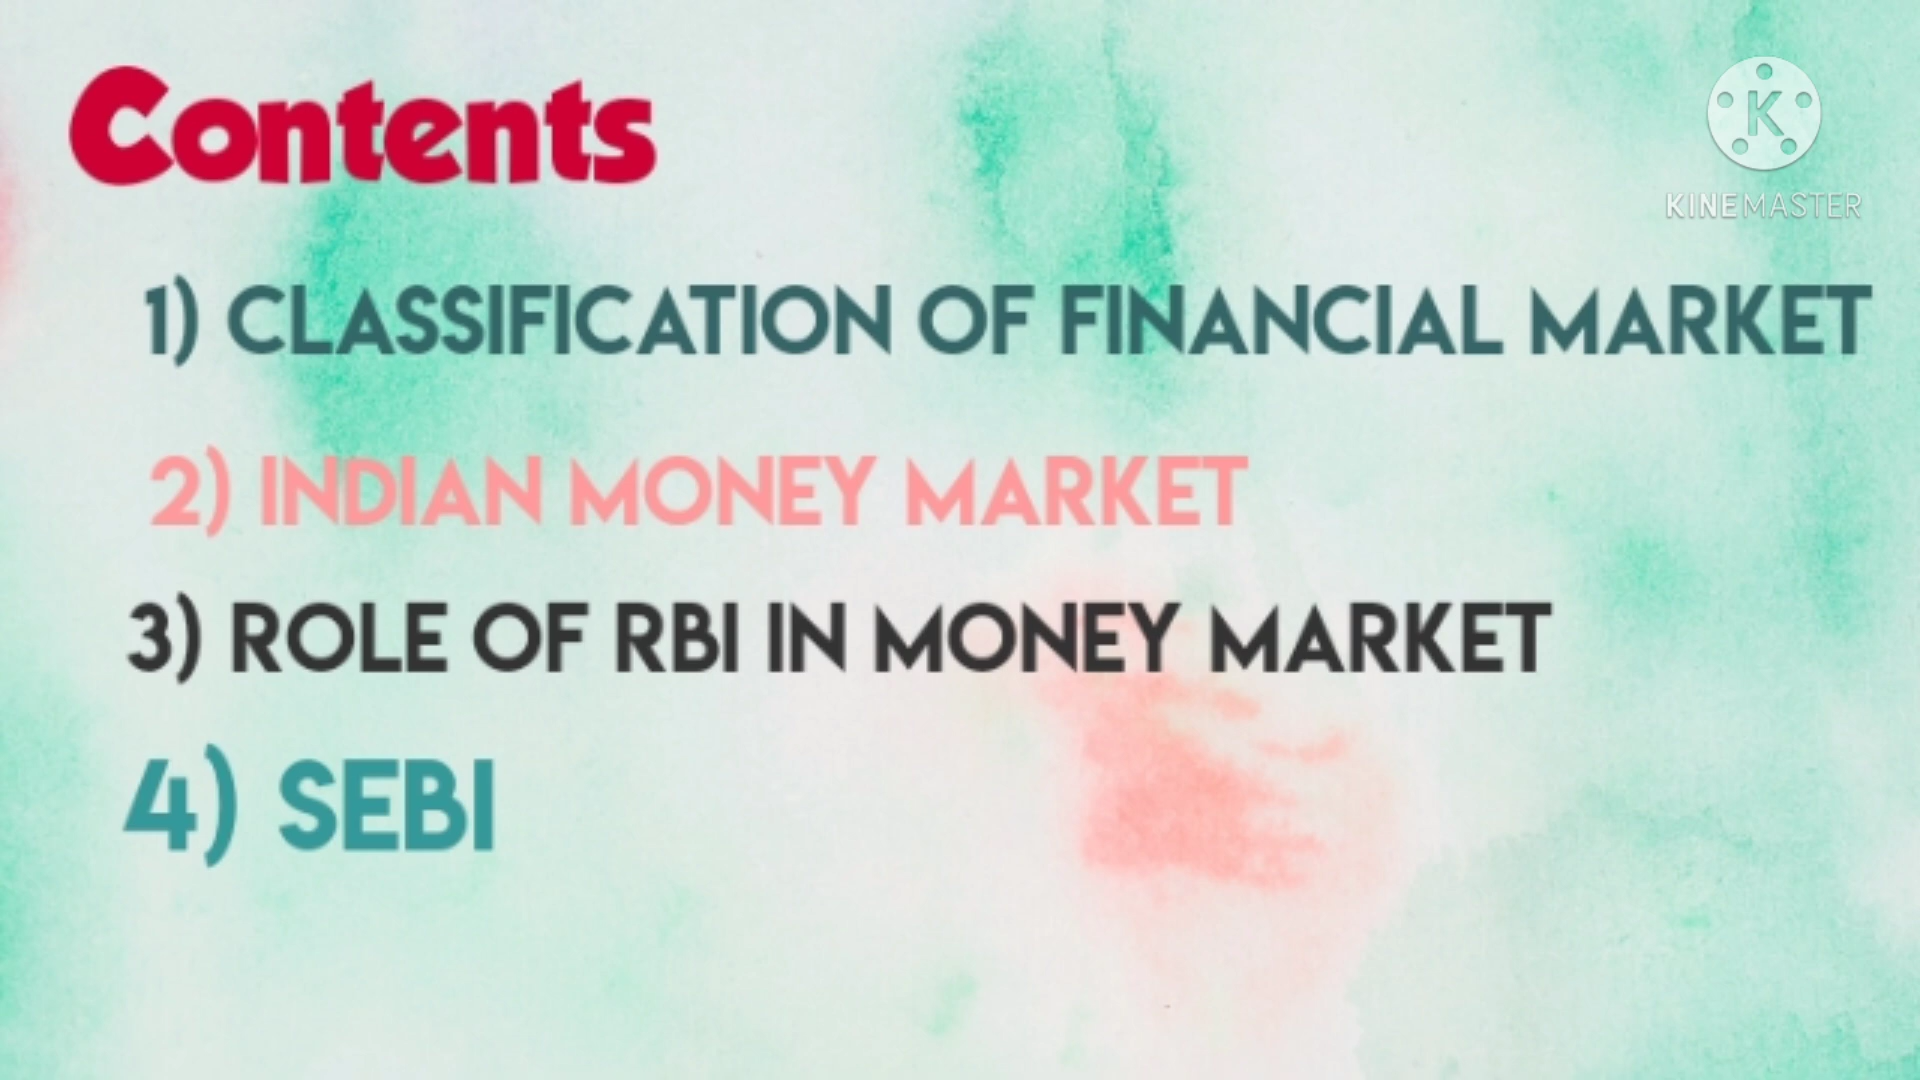 Contents
K
KINEMASTER
1) CLASSIFICATION OF FINANCIAL MARKET
2) INDIAN MONEY MARKET
3) ROLE OF RBI IN MONEY MARKET
4) SEBI